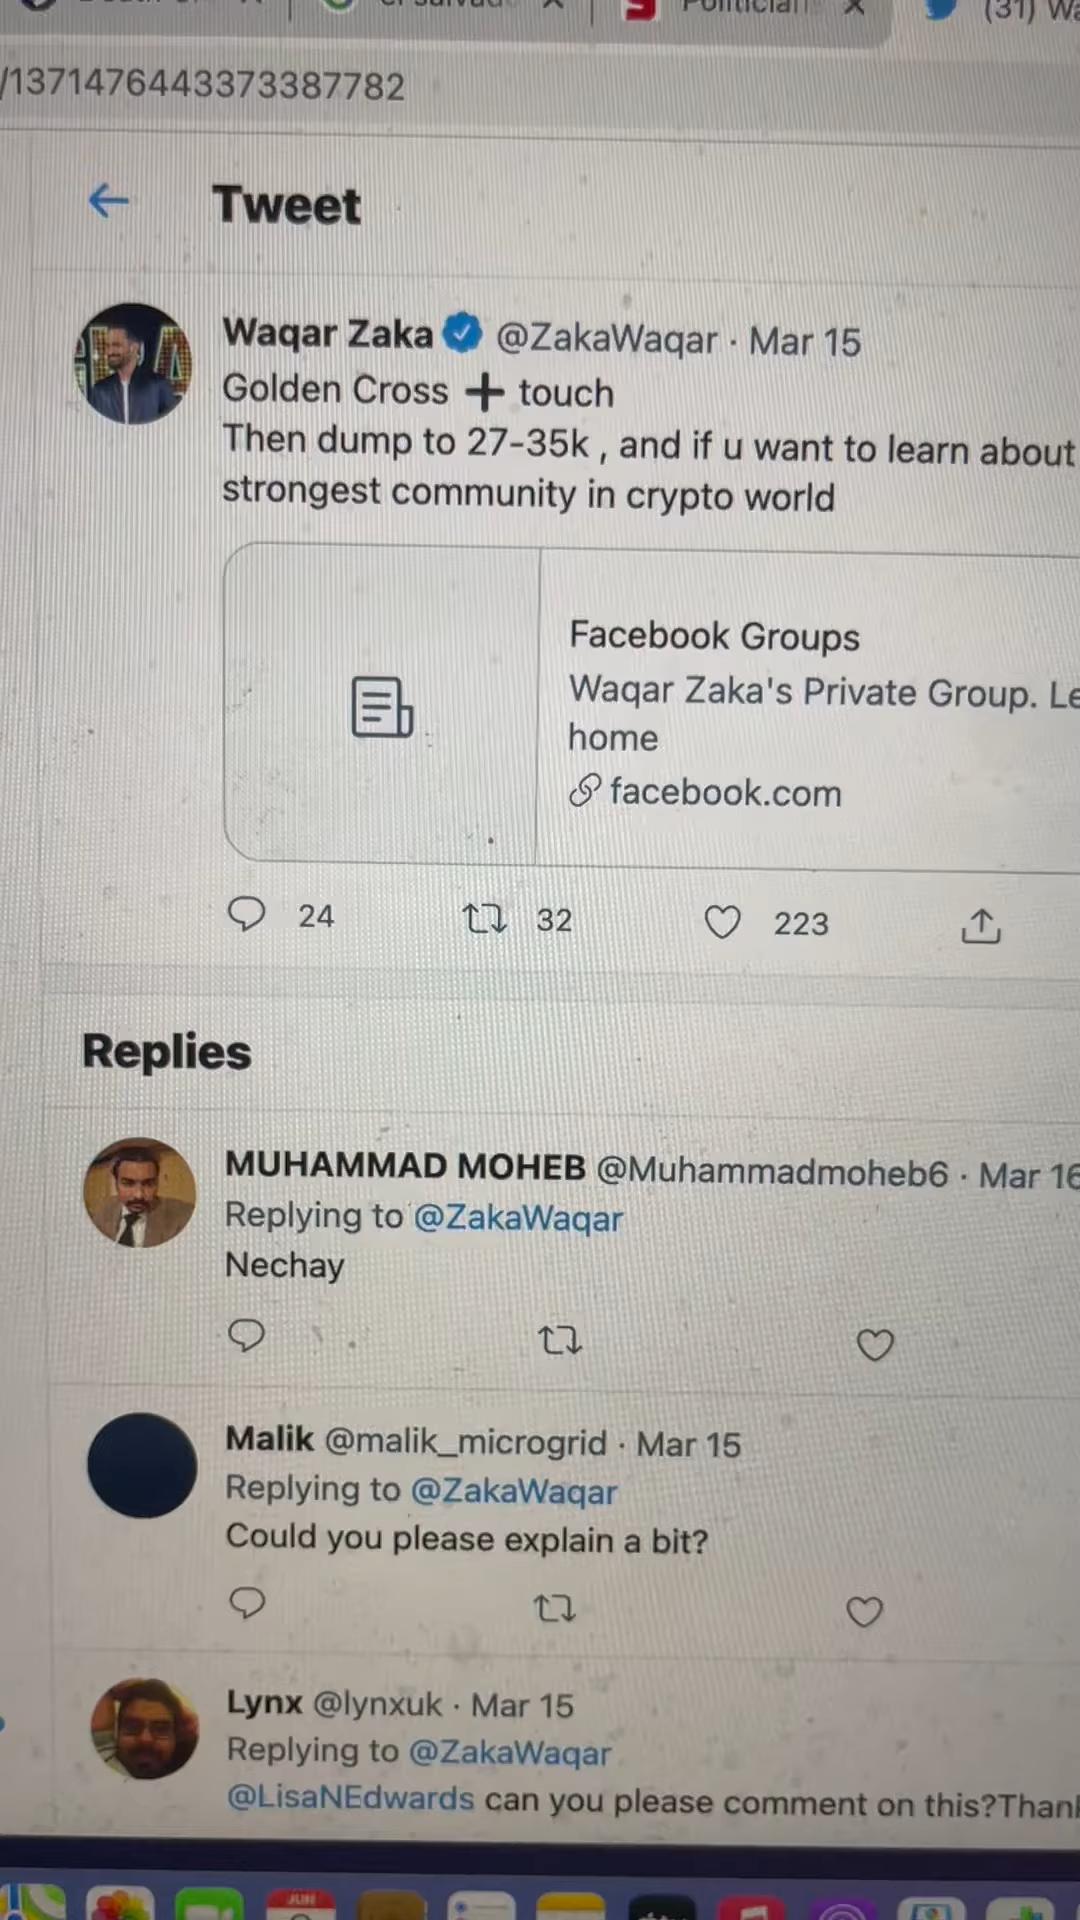 (31) Wa
/1371476443373387782
Tweet
Waqar Zaka @ZakaWaqar · Mar 15
Golden Cross ➕ touch
Then dump to 27-35k , and if u want to learn about
strongest community in crypto world
Facebook Groups
Waqar Zaka's Private Group. Le
home
facebook.com
24 32 223
Replies
MUHAMMAD MOHEB @Muhammadmoheb6 · Mar 16
Replying to @ZakaWaqar
Nechay
Malik @malik_microgrid · Mar 15
Replying to @ZakaWaqar
Could you please explain a bit?
Lynx @lynxuk · Mar 15
Replying to @ZakaWaqar
@LisaNEdwards can you please comment on this?Thank
JUN